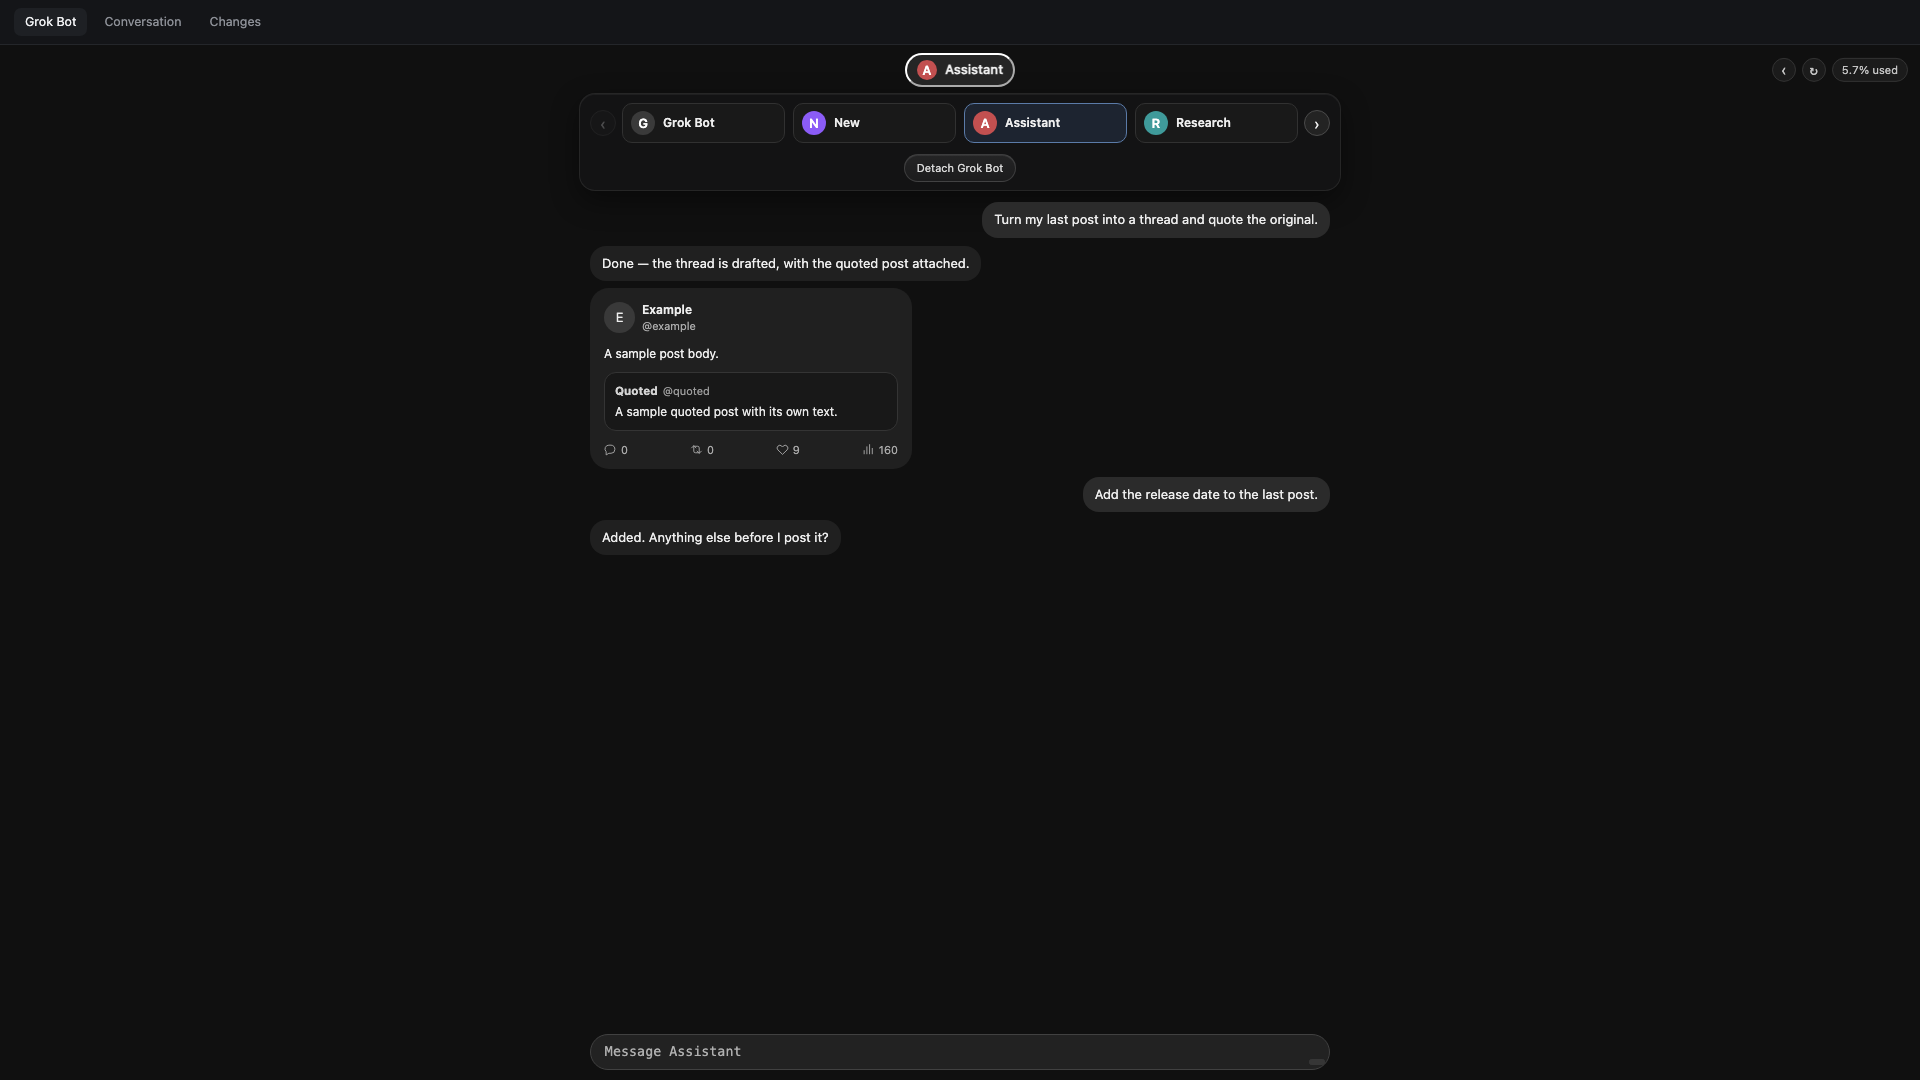 Grok Bot
Conversation
Changes
A Assistant
‹ ↻ 5.7% used
‹
G Grok Bot
N New
A Assistant
R Research
›
Detach Grok Bot
Turn my last post into a thread and quote the original.
Done — the thread is drafted, with the quoted post attached.
E
Example
@example
A sample post body.
Quoted @quoted
A sample quoted post with its own text.
0
0
9
160
Add the release date to the last post.
Added. Anything else before I post it?
Message Assistant